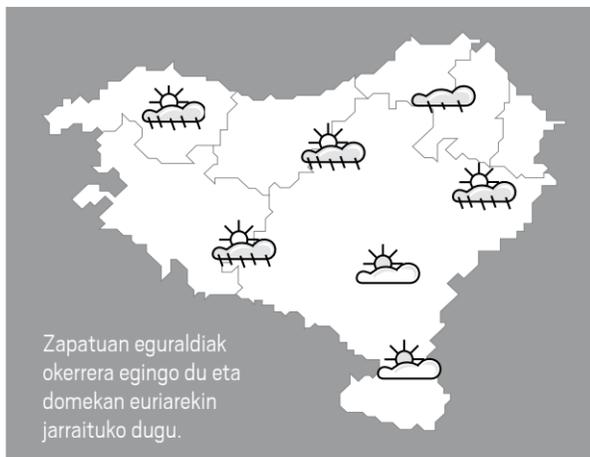 Zapatuan eguraldiak
okerrera egingo du eta
domekan euriarekin
jarraituko dugu.